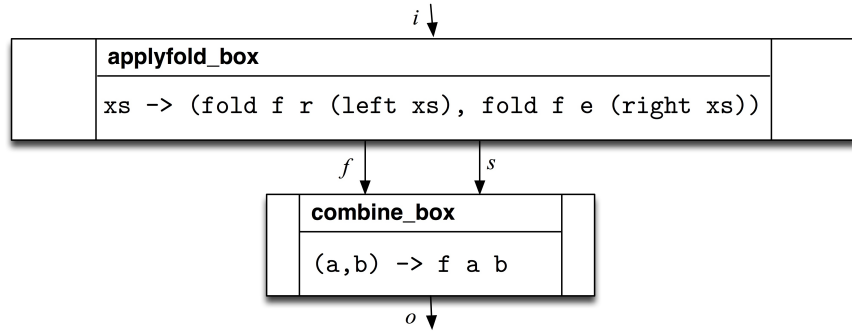 i
applyfold_box
xs -> (fold f r (left xs), fold f e (right xs))
f s
combine_box
(a,b) -> f a b
o